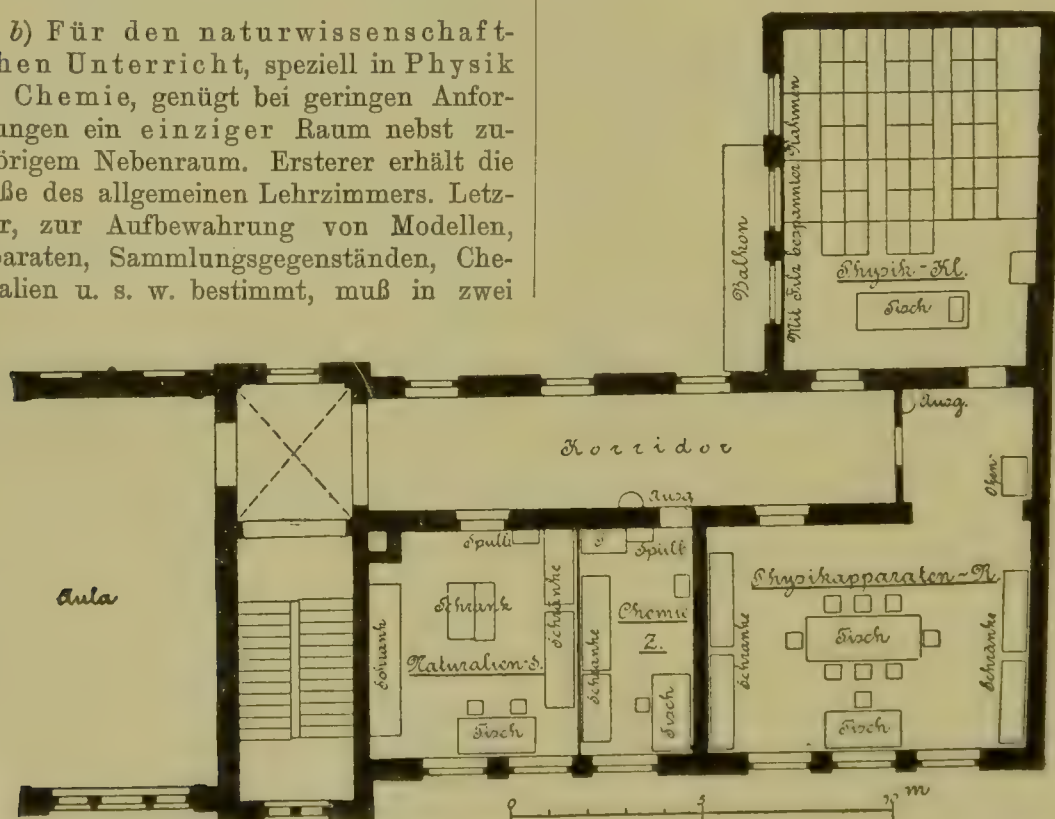 b) Für den naturwissenschaft-
hen Unterricht, speziell in Physik
Chemie, genügt bei geringen Anfor-
ungen ein einziger Raum nebst zu-
örigem Nebenraum. Ersterer erhält die
ße des allgemeinen Lehrzimmers. Letz-
r, zur Aufbewahrung von Modellen,
paraten, Sammlungsgegenständen, Che-
alien u. s. w. bestimmt, muß in zwei
Balkon
Mit Filz bespannter Rahmen
Physik-Kl.
Tisch
Korridor
Ausg.
Ofen
Ausg
Aula
Spült
Schrank
Schrank
Schränke
Naturalien-S.
Tisch
Spült
Schränke
Chemie
Z.
Tisch
Physikapparaten-R
Schränke
Tisch
Schränke
Tisch
0 5 10 m